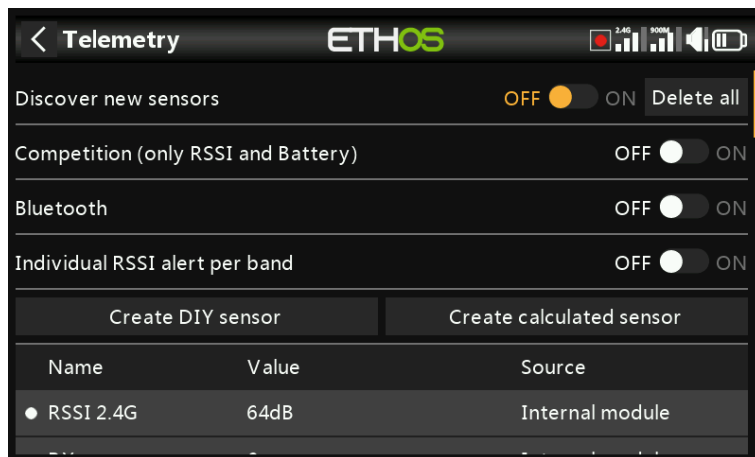 Telemetry
ETHOS
2.4G 900M
Discover new sensors OFF ON Delete all
Competition (only RSSI and Battery) OFF ON
Bluetooth OFF ON
Individual RSSI alert per band OFF ON
Create DIY sensor Create calculated sensor
Name Value Source
RSSI 2.4G 64dB Internal module